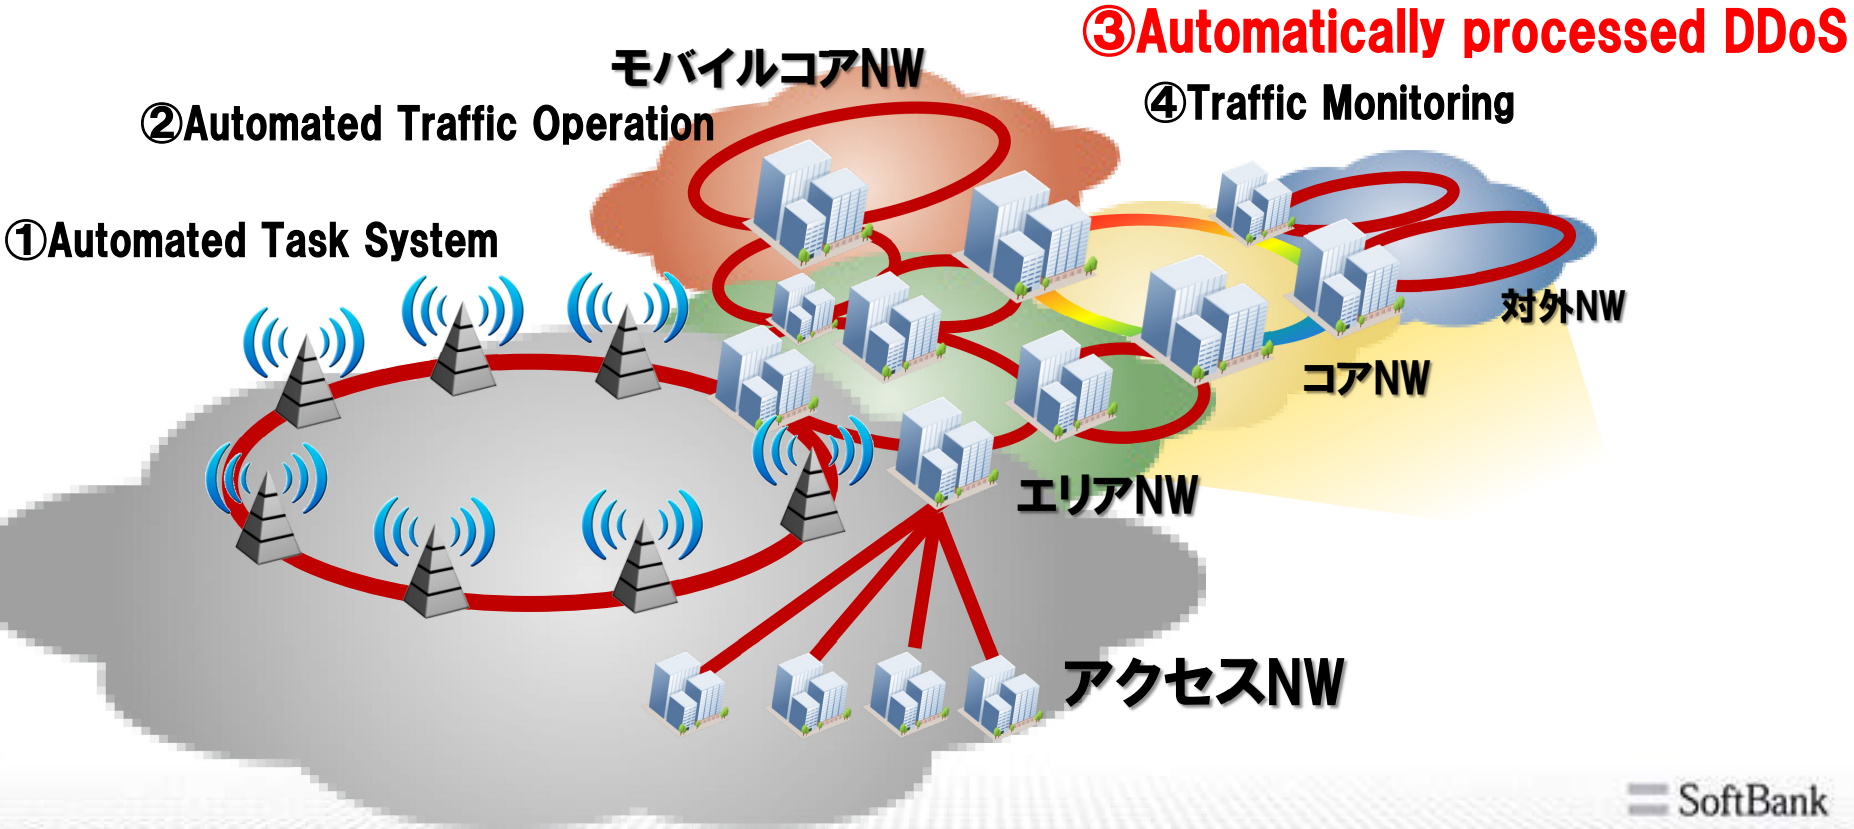 ③Automatically processed DDoS
モバイルコアNW
④Traffic Monitoring
②Automated Traffic Operation
①Automated Task System
対外NW
コアNW
エリアNW
アクセスNW
SoftBank